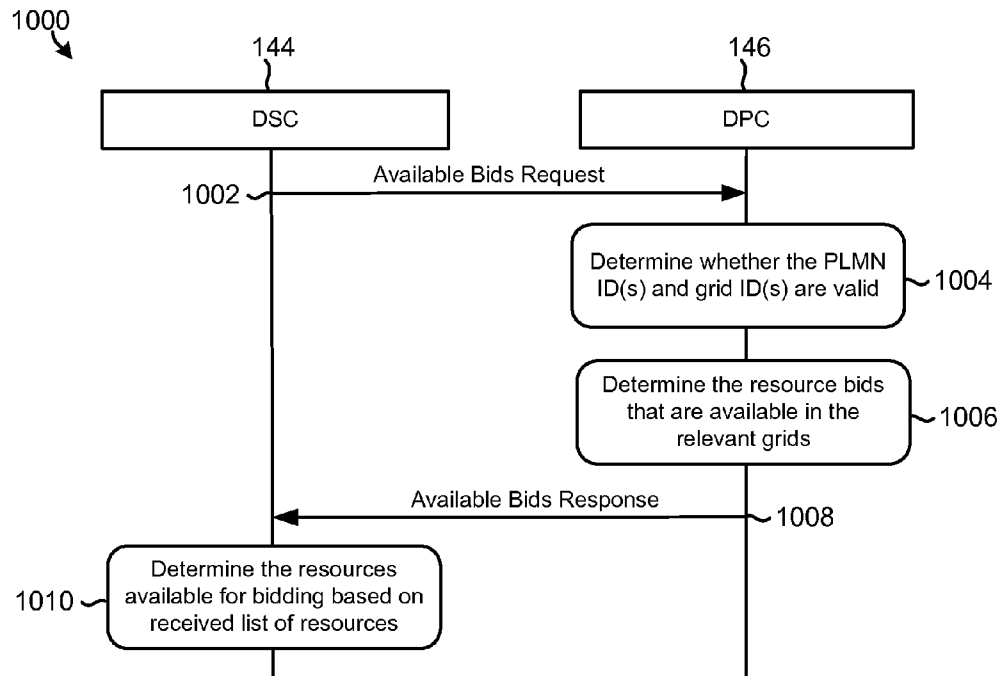 1000
144
146
DSC
DPC
Available Bids Request
1002
Determine whether the PLMN
ID(s) and grid ID(s) are valid
1004
Determine the resource bids
that are available in the
relevant grids
1006
Available Bids Response
1008
Determine the resources
available for bidding based on
received list of resources
1010